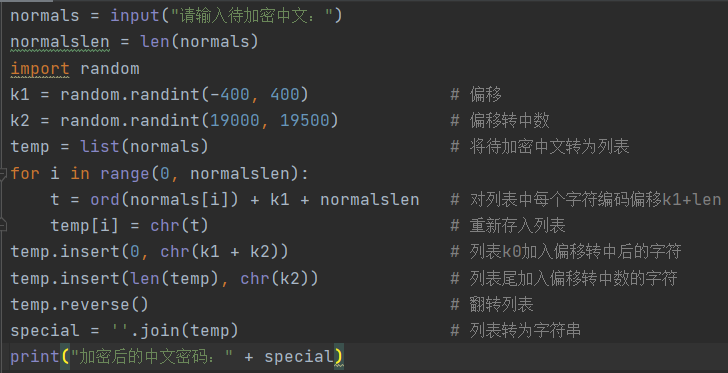 normals = input("请输入待加密中文：")
normalslen = len(normals)
import random
k1 = random.randint(-400, 400) # 偏移
k2 = random.randint(19000, 19500) # 偏移转中数
temp = list(normals) # 将待加密中文转为列表
for i in range(0, normalslen):
    t = ord(normals[i]) + k1 + normalslen # 对列表中每个字符编码偏移k1+len
    temp[i] = chr(t) # 重新存入列表
temp.insert(0, chr(k1 + k2)) # 列表k0加入偏移转中后的字符
temp.insert(len(temp), chr(k2)) # 列表尾加入偏移转中数的字符
temp.reverse() # 翻转列表
special = ''.join(temp) # 列表转为字符串
print("加密后的中文密码：" + special)